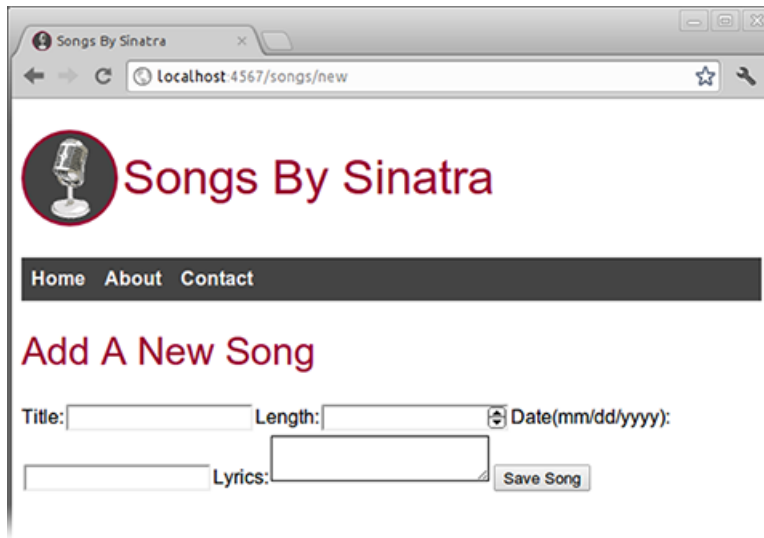 Songs By Sinatra
localhost:4567/songs/new
Songs By Sinatra
Home About Contact
Add A New Song
Title: Length: Date(mm/dd/yyyy):
Lyrics: Save Song